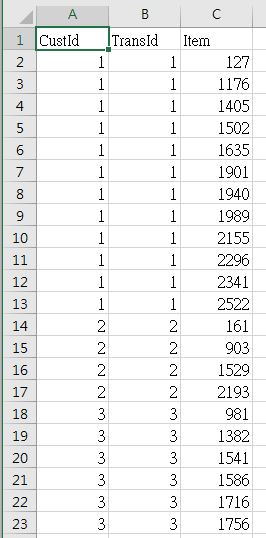 A B C
1 CustId TransId Item
2 1 1 127
3 1 1 1176
4 1 1 1405
5 1 1 1502
6 1 1 1635
7 1 1 1901
8 1 1 1940
9 1 1 1989
10 1 1 2155
11 1 1 2296
12 1 1 2341
13 1 1 2522
14 2 2 161
15 2 2 903
16 2 2 1529
17 2 2 2193
18 3 3 981
19 3 3 1382
20 3 3 1541
21 3 3 1586
22 3 3 1716
23 3 3 1756